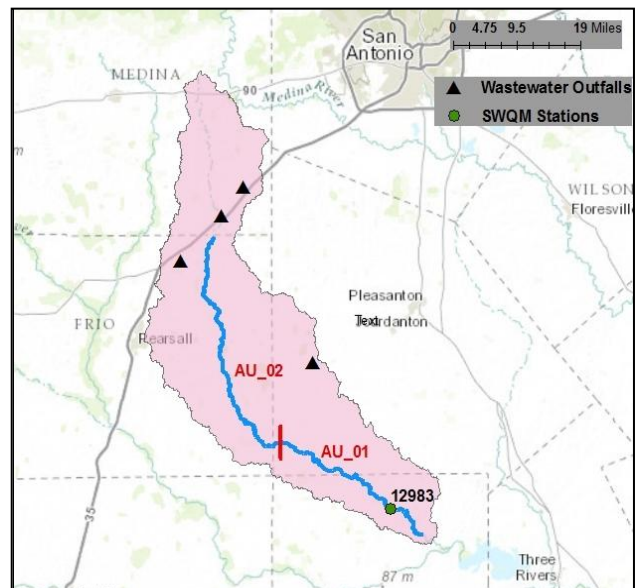 San
Antonio
0 4.75 9.5 19 Miles
MEDINA
90
Medina River
Wastewater Outfalls
SWQM Stations
WILSON
Floresville
Pleasanton
Text
Jourdanton
FRIO
Pearsall
AU_02
AU_01
12983
35
Three
Rivers
87 m